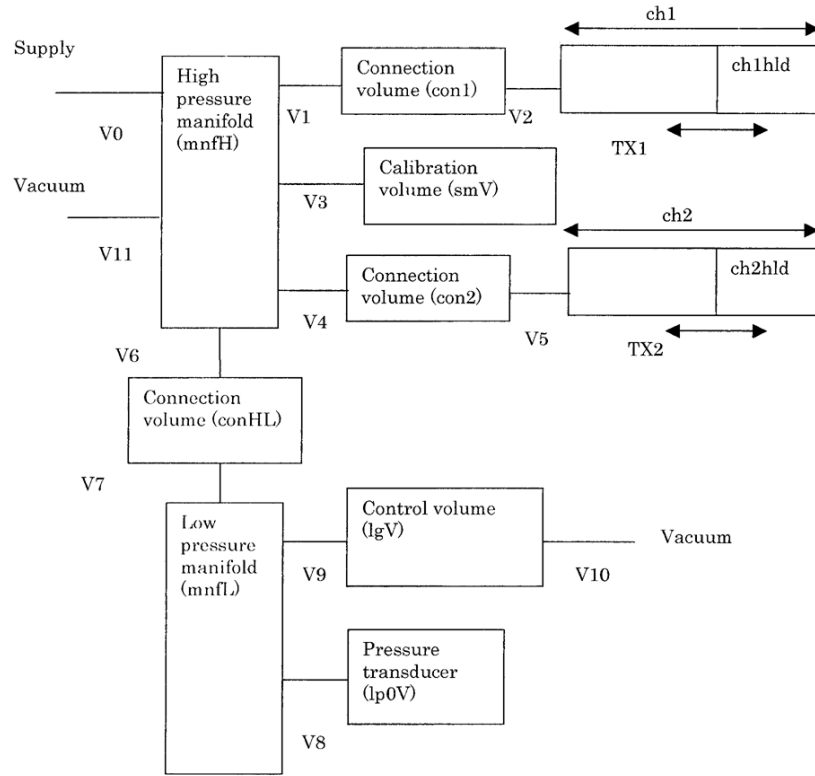 ch1
Supply
High
pressure
manifold
(mnfH)
Connection
volume (con1)
ch1hld
V0
V1
V2
TX1
Vacuum
Calibration
volume (smV)
V3
ch2
V11
Connection
volume (con2)
ch2hld
V4
V5
V6
TX2
Connection
volume (conHL)
V7
Low
pressure
manifold
(mnfL)
Control volume
(lgV)
Vacuum
V9
V10
Pressure
transducer
(lp0V)
V8